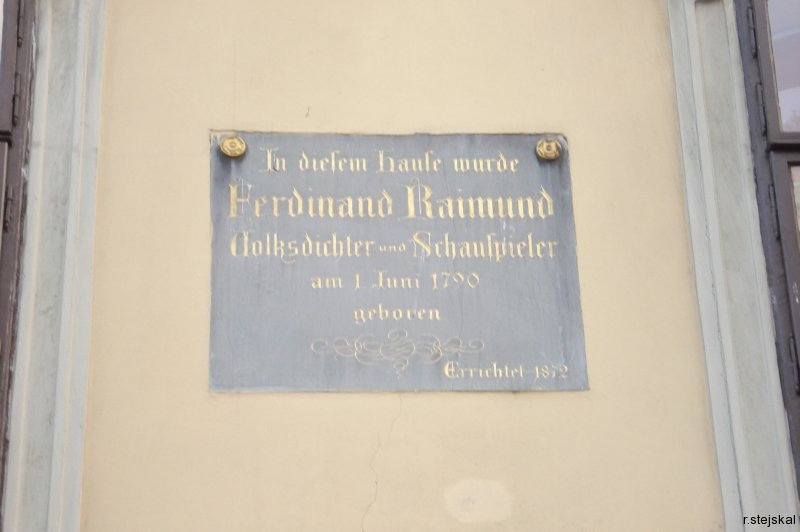 In diesem Hause wurde
Ferdinand Raimund
Volksdichter und Schauspieler
am 1. Juni 1790
geboren
Errichtet 1872
r.stejskal